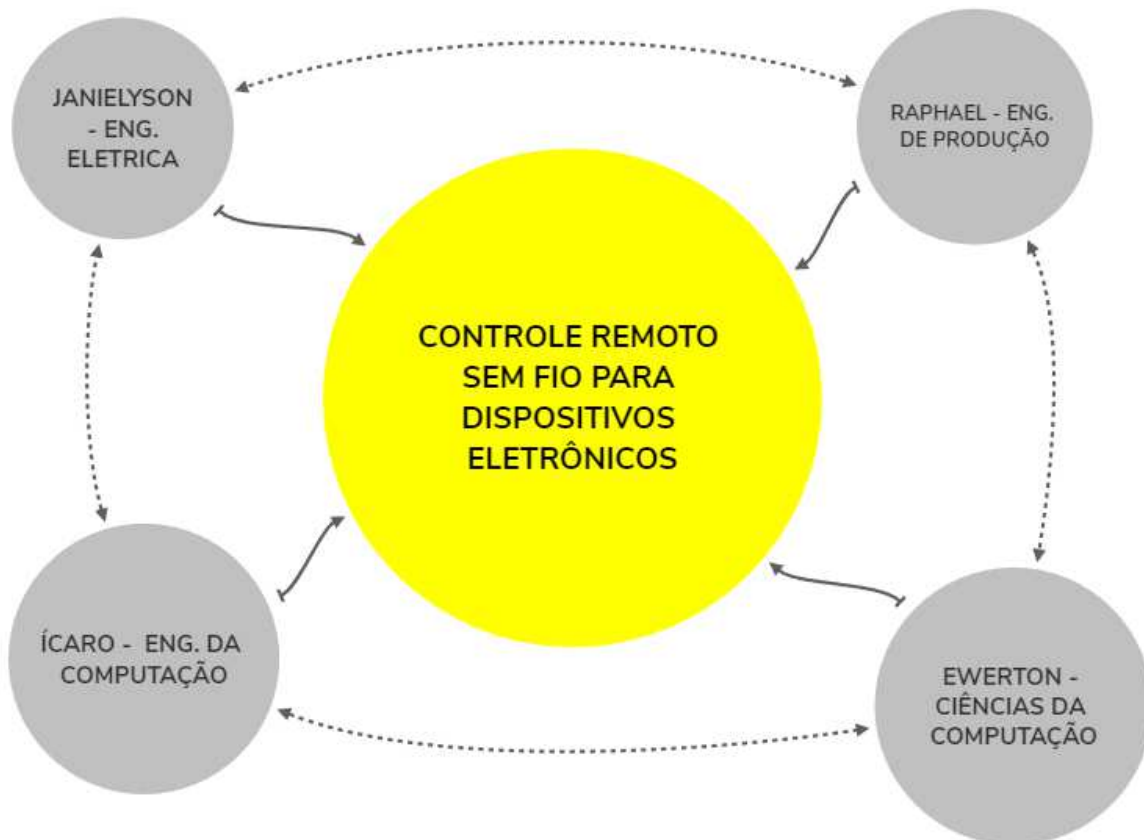 JANIELYSON
- ENG.
ELETRICA
RAPHAEL - ENG.
DE PRODUÇÃO
CONTROLE REMOTO
SEM FIO PARA
DISPOSITIVOS
ELETRÔNICOS
ÍCARO - ENG. DA
COMPUTAÇÃO
EWERTON -
CIÊNCIAS DA
COMPUTAÇÃO